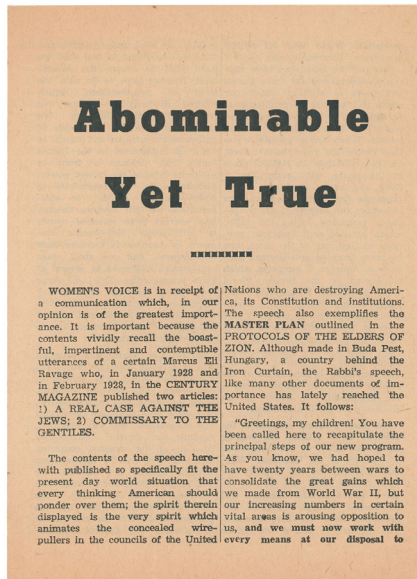 Abominable
Yet True
WOMEN'S VOICE is in receipt of
a communication which, in our
opinion is of the greatest import-
ance. It is important because the
contents vividly recall the boast-
ful, impertinent and contemptible
utterances of a certain Marcus Eli
Ravage who, in January 1928 and
in February 1928, in the CENTURY
MAGAZINE published two articles:
1) A REAL CASE AGAINST THE
JEWS; 2) COMMISSARY TO THE
GENTILES.
The contents of the speech here-
with published so specifically fit the
present day world situation that
every thinking American should
ponder over them; the spirit therein
displayed is the very spirit which
animates the concealed wire-
pullers in the councils of the United
Nations who are destroying Ameri-
ca, its Constitution and institutions.
The speech also exemplifies the
MASTER PLAN outlined in the
PROTOCOLS OF THE ELDERS OF
ZION. Although made in Buda Pest,
Hungary, a country behind the
Iron Curtain, the Rabbi's speech,
like many other documents of im-
portance has lately reached the
United States. It follows:
"Greetings, my children! You have
been called here to recapitulate the
principal steps of our new program.
As you know, we had hoped to
have twenty years between wars to
consolidate the great gains which
we made from World War II, but
our increasing numbers in certain
vital areas is arousing opposition to
us, and we must now work with
every means at our disposal to